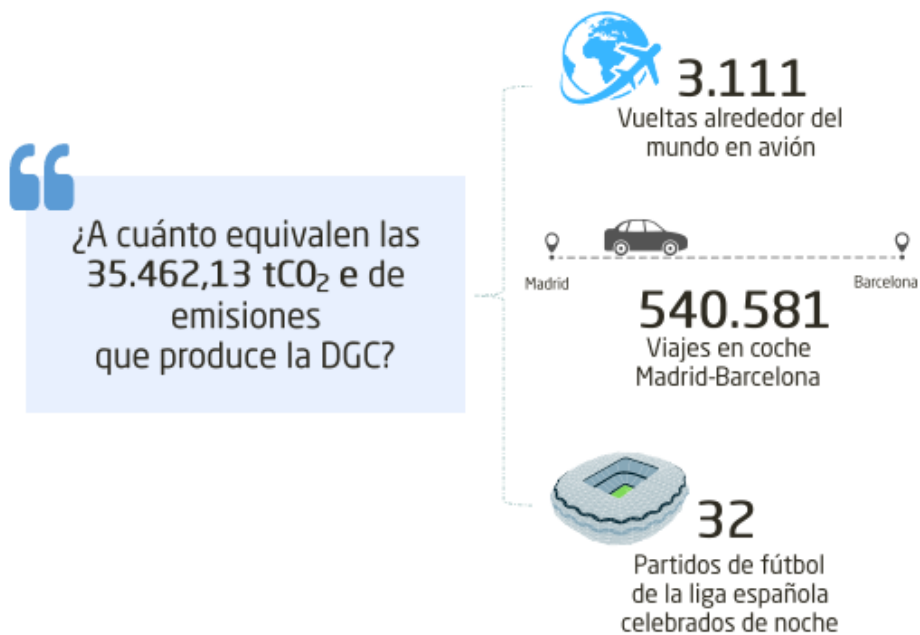 ¿A cuánto equivalen las
35.462,13 tCO₂ e de
emisiones
que produce la DGC?
3.111
Vueltas alrededor del
mundo en avión
Madrid
Barcelona
540.581
Viajes en coche
Madrid-Barcelona
32
Partidos de fútbol
de la liga española
celebrados de noche